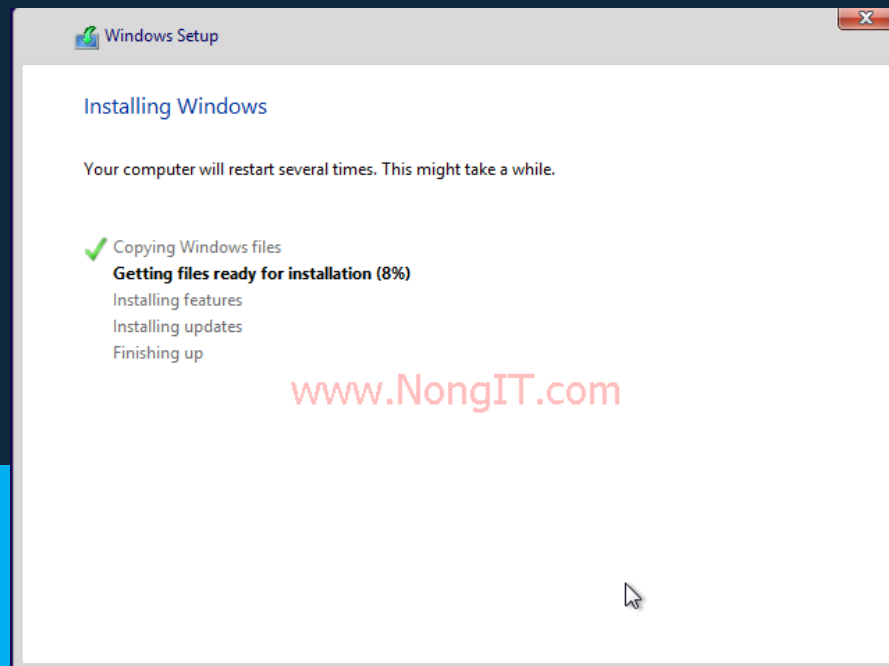 Windows Setup
Installing Windows
Your computer will restart several times. This might take a while.
Copying Windows files
Getting files ready for installation (8%)
Installing features
Installing updates
Finishing up
www.NongIT.com